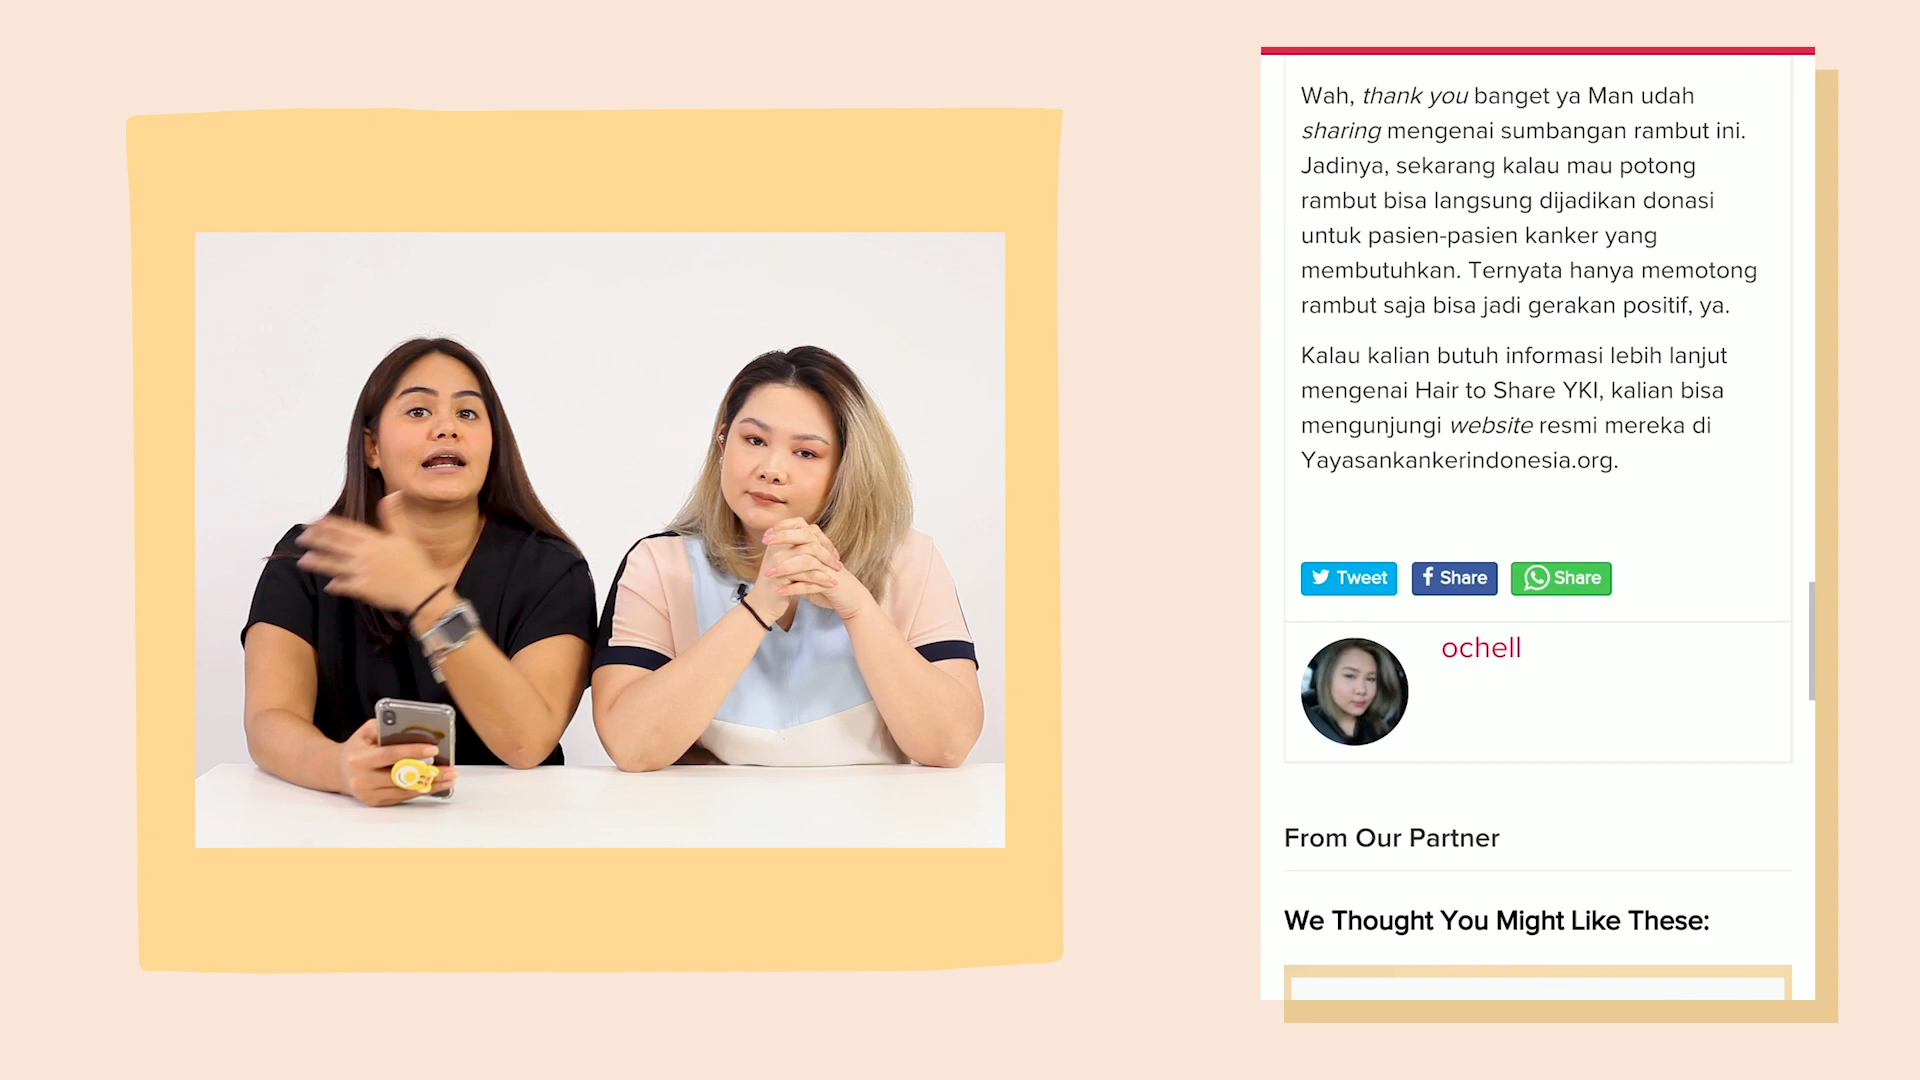 Wah, thank you banget ya Man udah
sharing mengenai sumbangan rambut ini.
Jadinya, sekarang kalau mau potong
rambut bisa langsung dijadikan donasi
untuk pasien-pasien kanker yang
membutuhkan. Ternyata hanya memotong
rambut saja bisa jadi gerakan positif, ya.
Kalau kalian butuh informasi lebih lanjut
mengenai Hair to Share YKI, kalian bisa
mengunjungi website resmi mereka di
Yayasankankerindonesia.org.
Tweet
Share
Share
ochell
From Our Partner
We Thought You Might Like These: